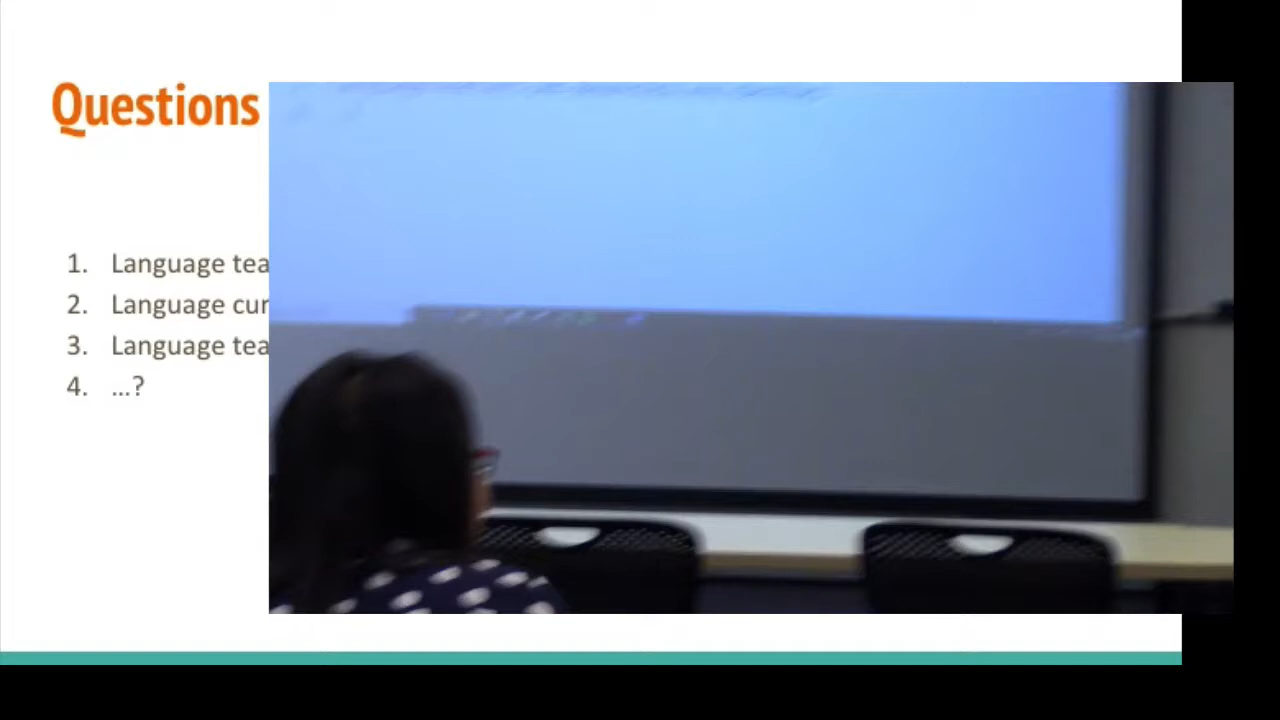 Questions
1. Language tea
2. Language cur
3. Language tea
4. ...?